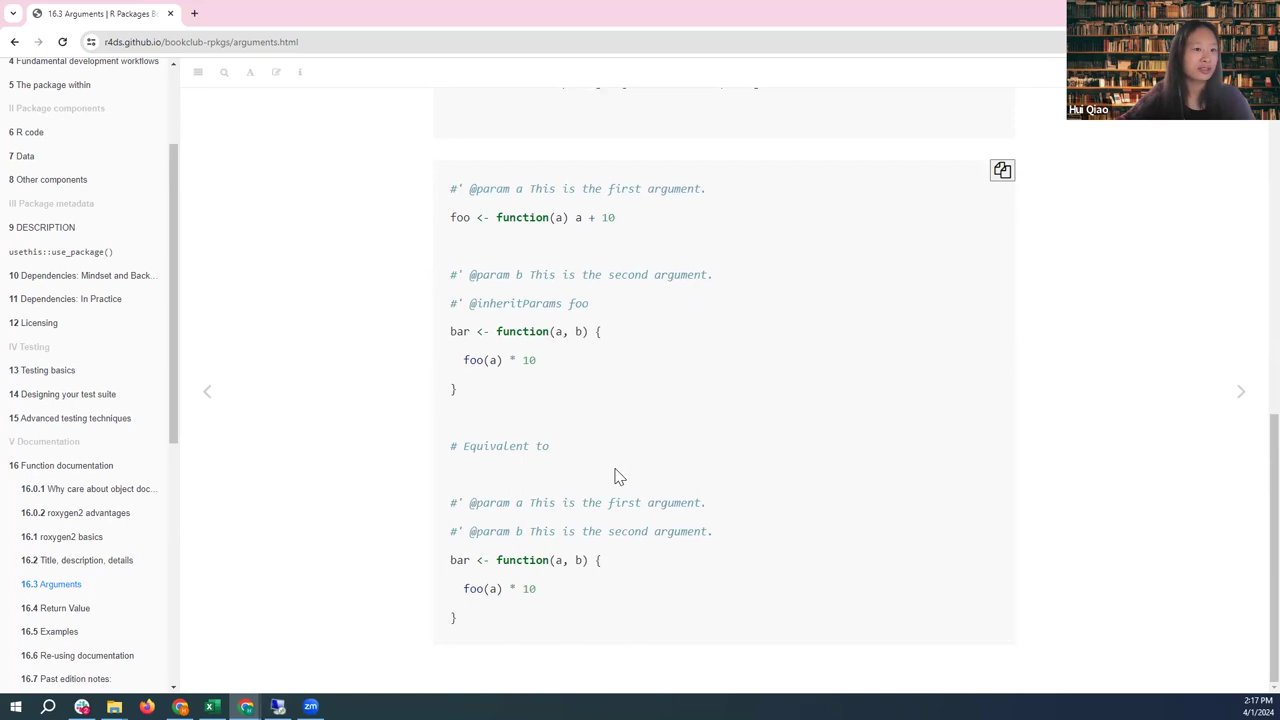 16.3 Arguments | R Packages B
r4ds.github.io/bookclub-rpkgs/arguments.html
Hui Qiao
4 Fundamental development workflows
5 The package within
II Package components
6 R code
7 Data
8 Other components
III Package metadata
9 DESCRIPTION
usethis::use_package()
10 Dependencies: Mindset and Back...
11 Dependencies: In Practice
12 Licensing
IV Testing
13 Testing basics
14 Designing your test suite
15 Advanced testing techniques
V Documentation
16 Function documentation
16.0.1 Why care about object doc...
16.0.2 roxygen2 advantages
16.1 roxygen2 basics
16.2 Title, description, details
16.3 Arguments
16.4 Return Value
16.5 Examples
16.6 Re-using documentation
16.7 Past edition notes:
#' @param a This is the first argument.
foo <- function(a) a + 10
#' @param b This is the second argument.
#' @inheritParams foo
bar <- function(a, b) {
foo(a) * 10
}
# Equivalent to
#' @param a This is the first argument.
#' @param b This is the second argument.
bar <- function(a, b) {
foo(a) * 10
}
2:17 PM
4/1/2024